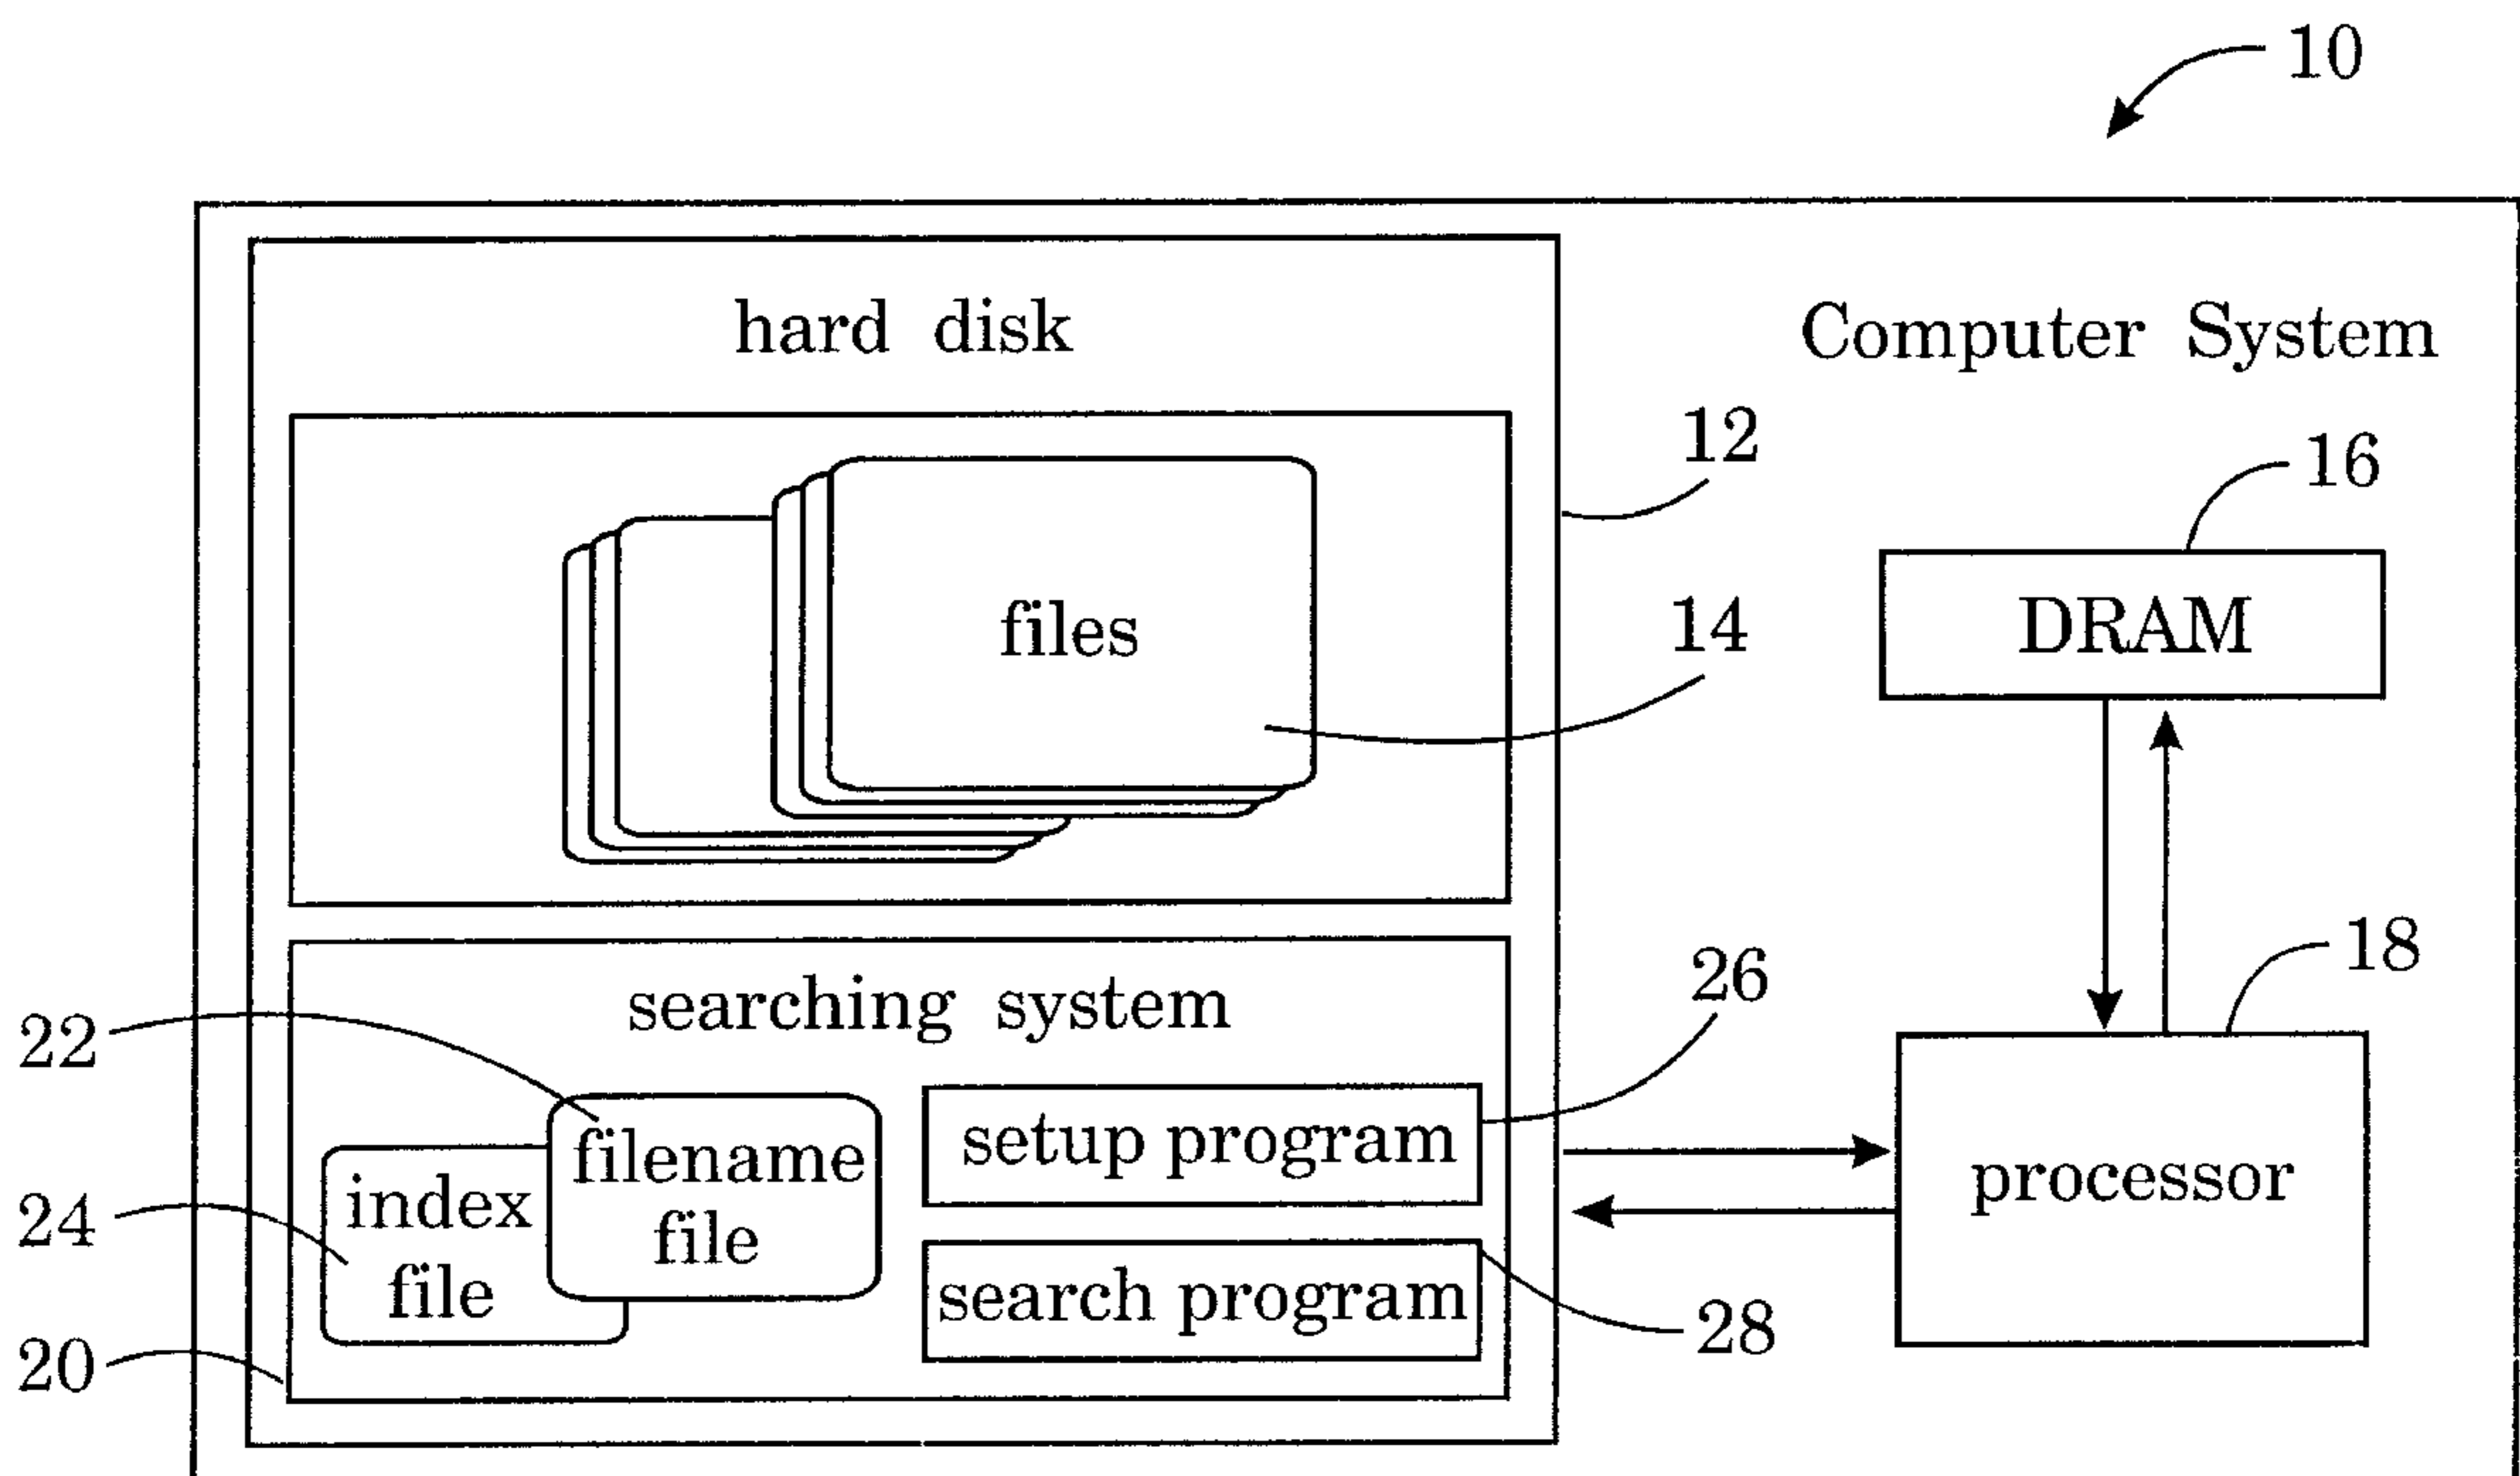 10
hard disk
Computer System
12
16
files
14
DRAM
18
26
searching system
22
filename
file
setup program
index
file
24
processor
search program
28
20